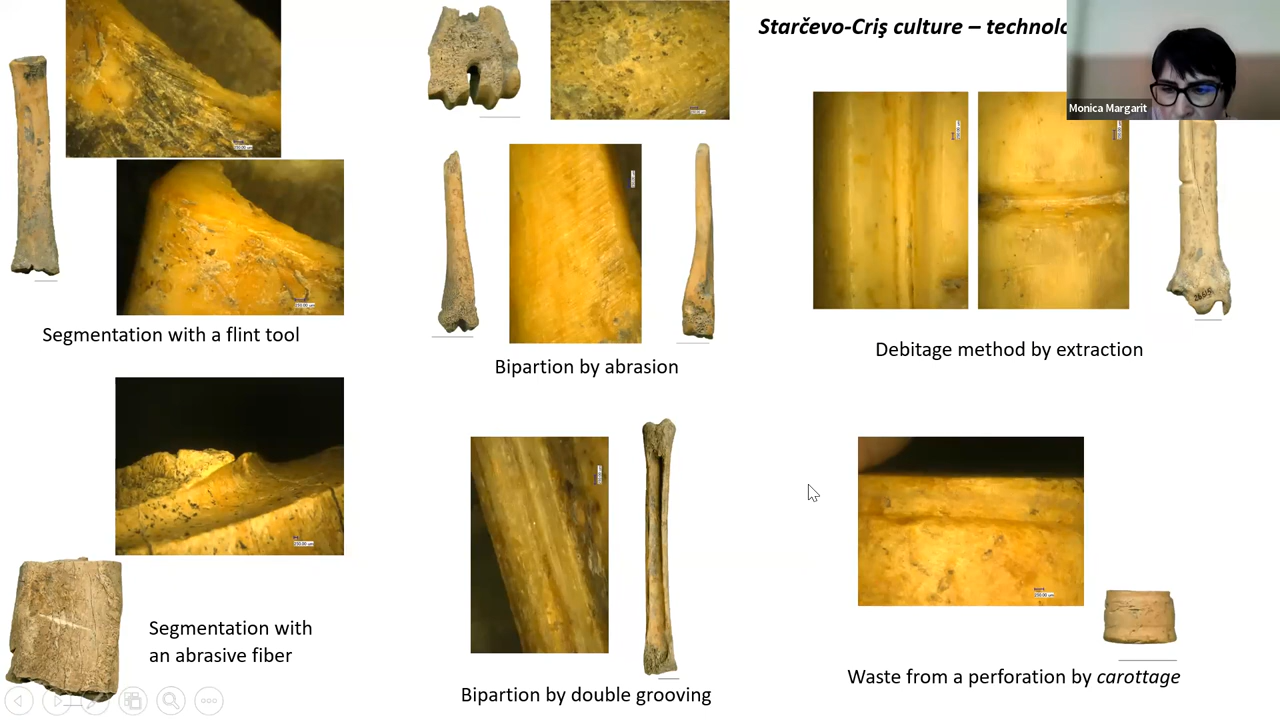 Starčevo-Criş culture – technolo
Monica Margarit
Segmentation with a flint tool
Bipartion by abrasion
Debitage method by extraction
Segmentation with
an abrasive fiber
Bipartion by double grooving
Waste from a perforation by carottage